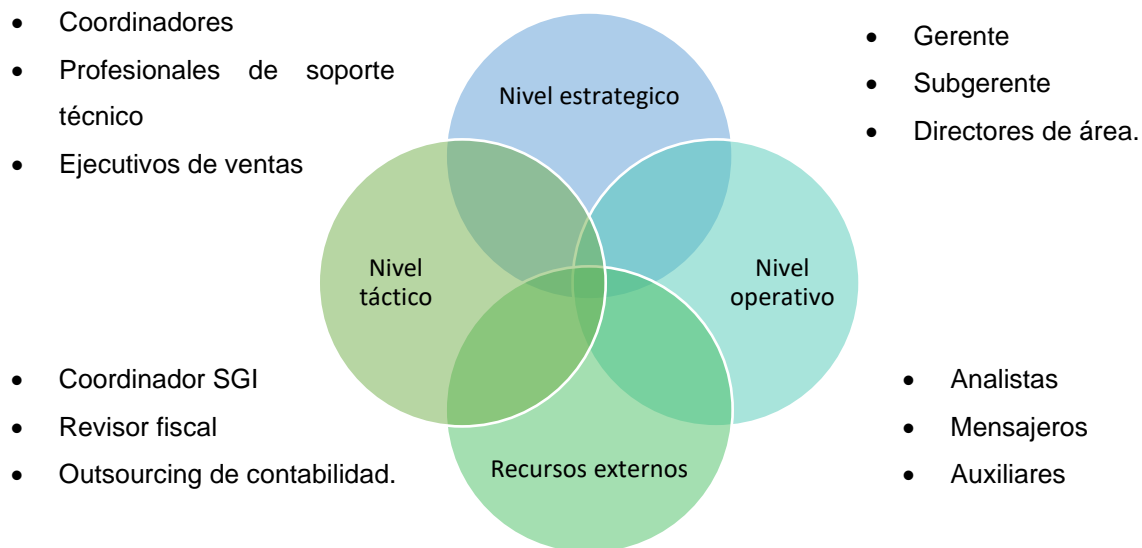 • Coordinadores
• Profesionales de soporte
técnico
• Ejecutivos de ventas
Nivel estrategico
• Gerente
• Subgerente
• Directores de área.
Nivel
táctico
Nivel
operativo
• Coordinador SGI
• Revisor fiscal
• Outsourcing de contabilidad.
Recursos externos
• Analistas
• Mensajeros
• Auxiliares